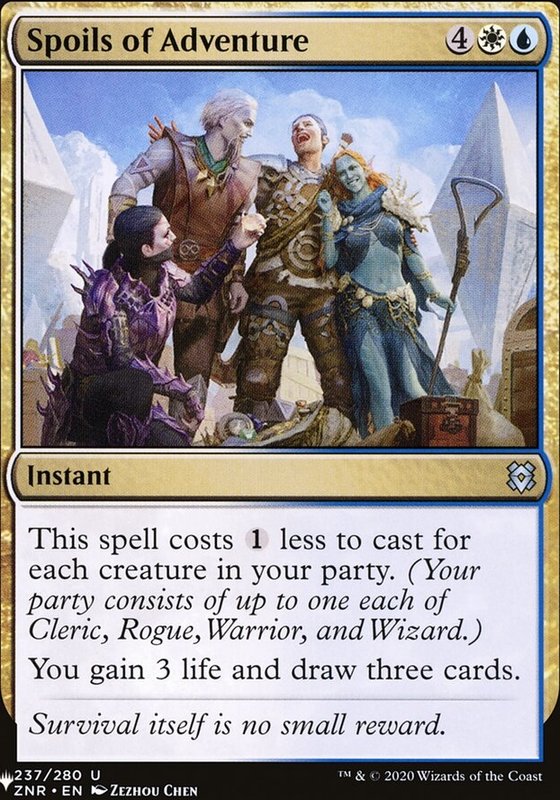 Spoils of Adventure 4
Instant
This spell costs 1 less to cast for
each creature in your party. (Your
party consists of up to one each of
Cleric, Rogue, Warrior, and Wizard.)
You gain 3 life and draw three cards.
Survival itself is no small reward.
237/280 U
ZNR • EN Zezhou Chen
™ & © 2020 Wizards of the Coast